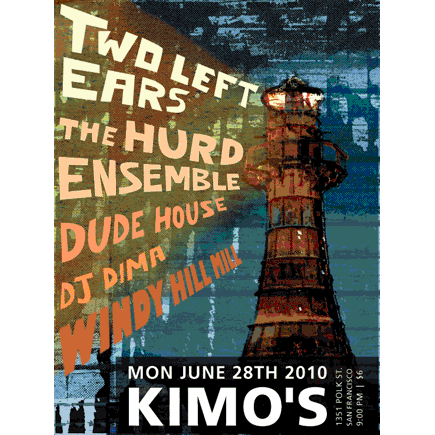 TWO LEFT
EARS
THE HURD
ENSEMBLE
DUDE HOUSE
DJ DIMA
WINDY HILL MILL
MON JUNE 28TH 2010
KIMO'S
1351 POLK ST.
SAN FRANCISCO
9:00 PM | $6